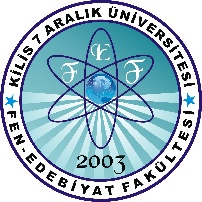 KİLİS 7 ARALIK ÜNİVERSİTESİ
F E F
2003
FEN-EDEBİYAT FAKÜLTESİ